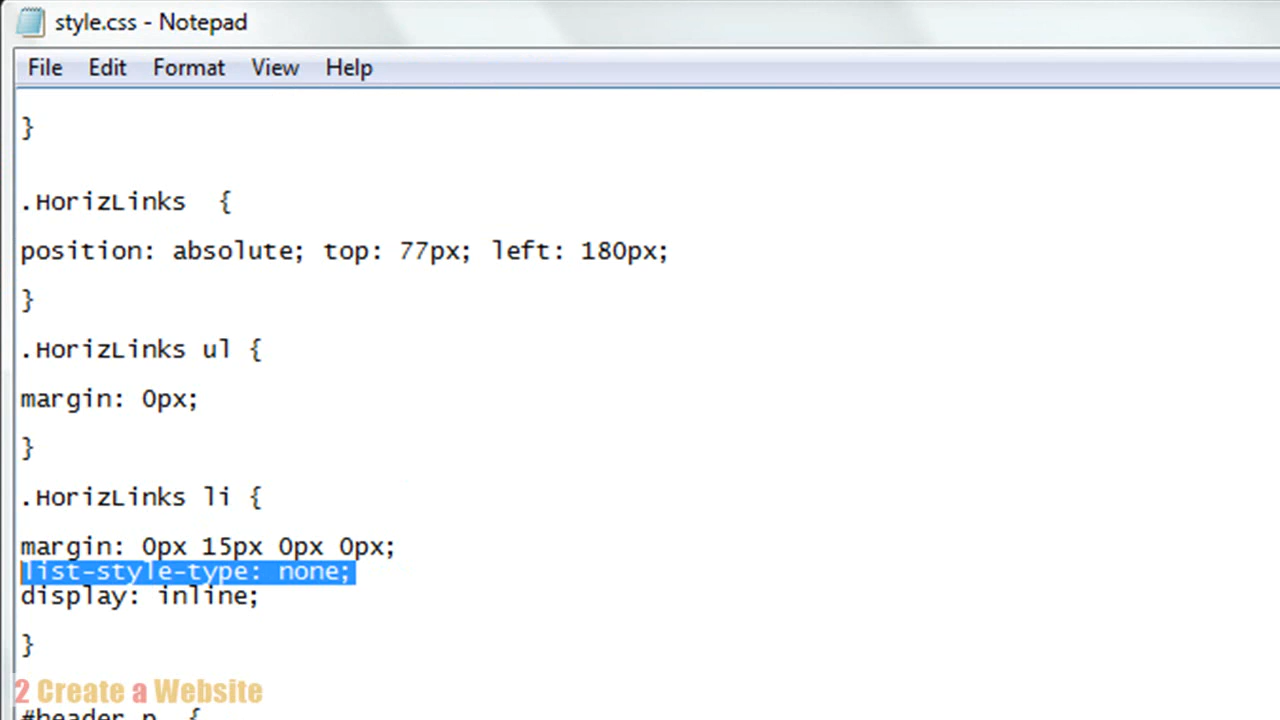 style.css - Notepad
File Edit Format View Help
}
.HorizLinks  {
position: absolute; top: 77px; left: 180px;
}
.HorizLinks ul {
margin: 0px;
}
.HorizLinks li {
margin: 0px 15px 0px 0px;
list-style-type: none;
display: inline;
}
2 Create a Website
#header p  {